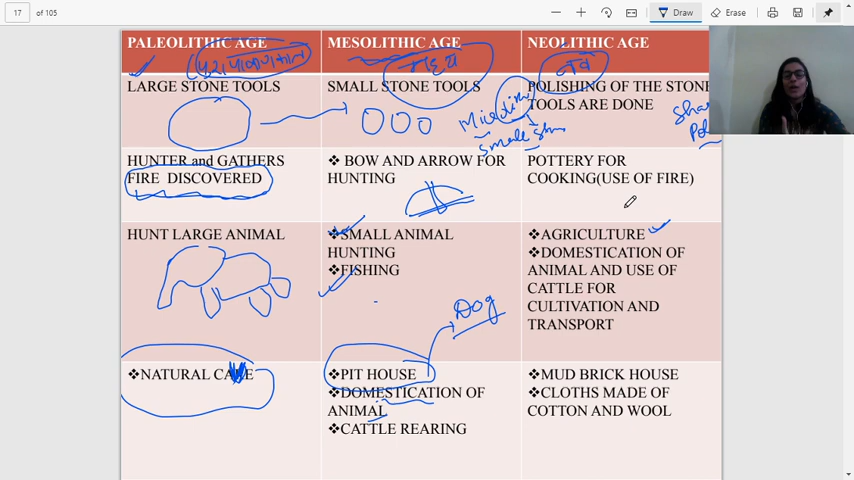 17 of 105
Draw
Erase
PALEOLITHIC AGE
MESOLITHIC AGE
NEOLITHIC AGE
LARGE STONE TOOLS
SMALL STONE TOOLS
POLISHING OF THE STONE
TOOLS ARE DONE
HUNTER and GATHERS
FIRE DISCOVERED
❖ BOW AND ARROW FOR
HUNTING
POTTERY FOR
COOKING(USE OF FIRE)
HUNT LARGE ANIMAL
❖SMALL ANIMAL
HUNTING
❖FISHING
❖AGRICULTURE
❖DOMESTICATION OF
ANIMAL AND USE OF
CATTLE FOR
CULTIVATION AND
TRANSPORT
Dog
❖NATURAL CAVE
❖PIT HOUSE
❖DOMESTICATION OF
ANIMAL
❖CATTLE REARING
❖MUD BRICK HOUSE
❖CLOTHS MADE OF
COTTON AND WOOL